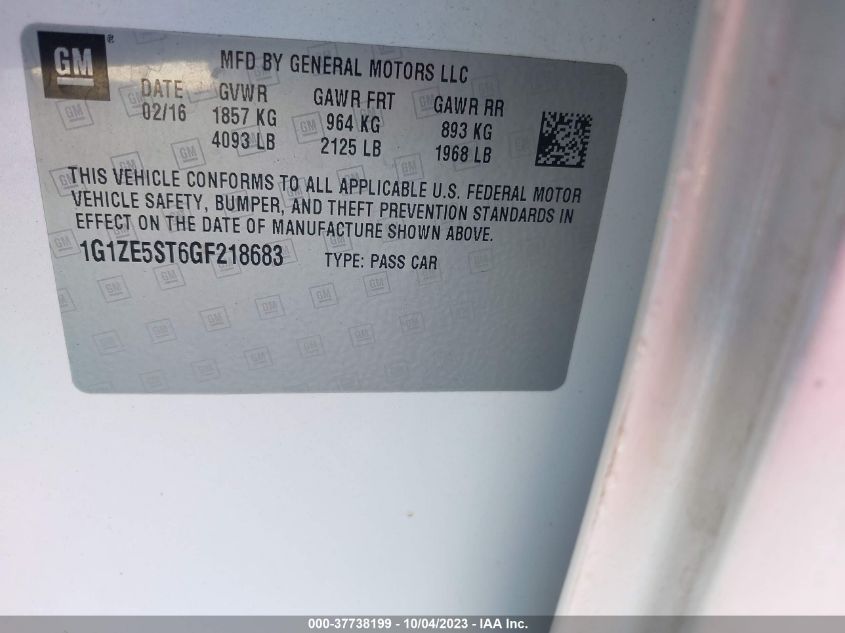 GM®
MFD BY GENERAL MOTORS LLC
DATE GVWR GAWR FRT GAWR RR
02/16 1857 KG 964 KG 893 KG
4093 LB 2125 LB 1968 LB
THIS VEHICLE CONFORMS TO ALL APPLICABLE U.S. FEDERAL MOTOR
VEHICLE SAFETY, BUMPER, AND THEFT PREVENTION STANDARDS IN
EFFECT ON THE DATE OF MANUFACTURE SHOWN ABOVE.
1G1ZE5ST6GF218683 TYPE: PASS CAR
000-37738199 - 10/04/2023 - IAA Inc.